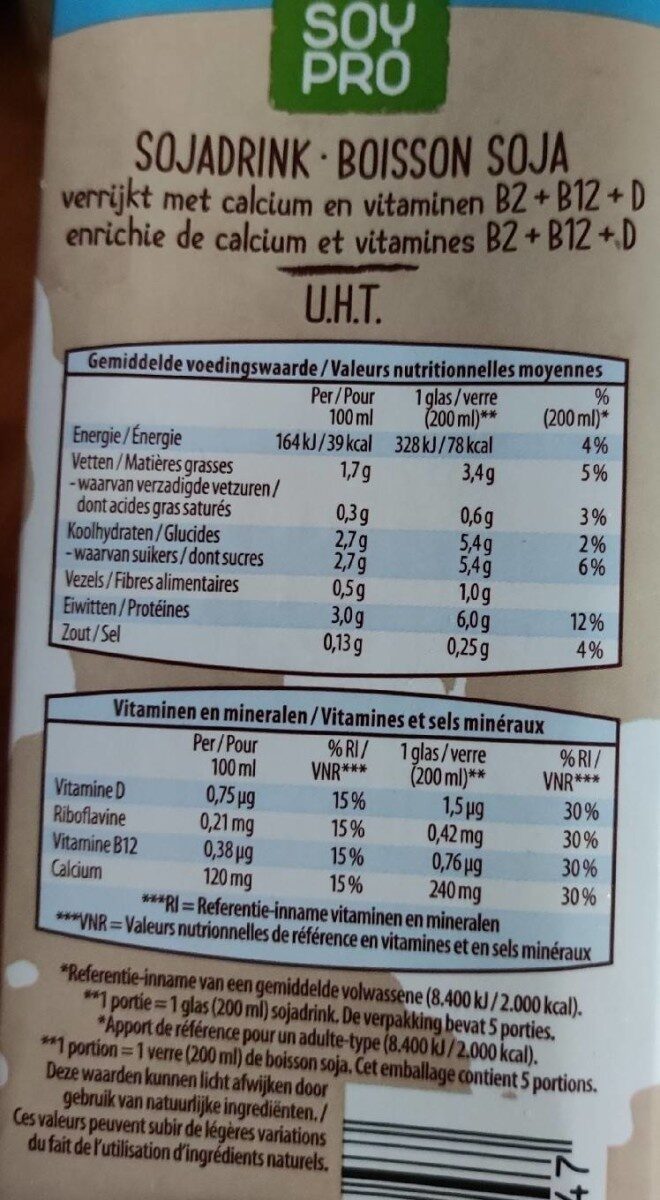 SOY
PRO
SOJADRINK · BOISSON SOJA
verrijkt met calcium en vitaminen B2 + B12 + D
enrichie de calcium et vitamines B2 + B12 + D
U.H.T.
Gemiddelde voedingswaarde / Valeurs nutritionnelles moyennes
Per / Pour 1 glas / verre %
100 ml (200 ml)** (200 ml)*
Energie / Énergie 164 kJ / 39 kcal 328 kJ / 78 kcal 4 %
Vetten / Matières grasses 1,7 g 3,4 g 5 %
- waarvan verzadigde vetzuren /
dont acides gras saturés 0,3 g 0,6 g 3 %
Koolhydraten / Glucides 2,7 g 5,4 g 2 %
- waarvan suikers / dont sucres 2,7 g 5,4 g 6 %
Vezels / Fibres alimentaires 0,5 g 1,0 g
Eiwitten / Protéines 3,0 g 6,0 g 12 %
Zout / Sel 0,13 g 0,25 g 4 %
Vitaminen en mineralen / Vitamines et sels minéraux
Per / Pour % RI / 1 glas / verre % RI /
100 ml VNR*** (200 ml)** VNR***
Vitamine D 0,75 µg 15 % 1,5 µg 30 %
Riboflavine 0,21 mg 15 % 0,42 mg 30 %
Vitamine B12 0,38 µg 15 % 0,76 µg 30 %
Calcium 120 mg 15 % 240 mg 30 %
***RI = Referentie-inname vitaminen en mineralen
***VNR = Valeurs nutrionnelles de référence en vitamines et en sels minéraux
*Referentie-inname van een gemiddelde volwassene (8.400 kJ / 2.000 kcal).
**1 portie = 1 glas (200 ml) sojadrink. De verpakking bevat 5 porties.
*Apport de référence pour un adulte-type (8.400 kJ / 2.000 kcal).
**1 portion = 1 verre (200 ml) de boisson soja. Cet emballage contient 5 portions.
Deze waarden kunnen licht afwijken door
gebruik van natuurlijke ingrediënten. /
Ces valeurs peuvent subir de légères variations
du fait de l'utilisation d'ingrédients naturels.
47